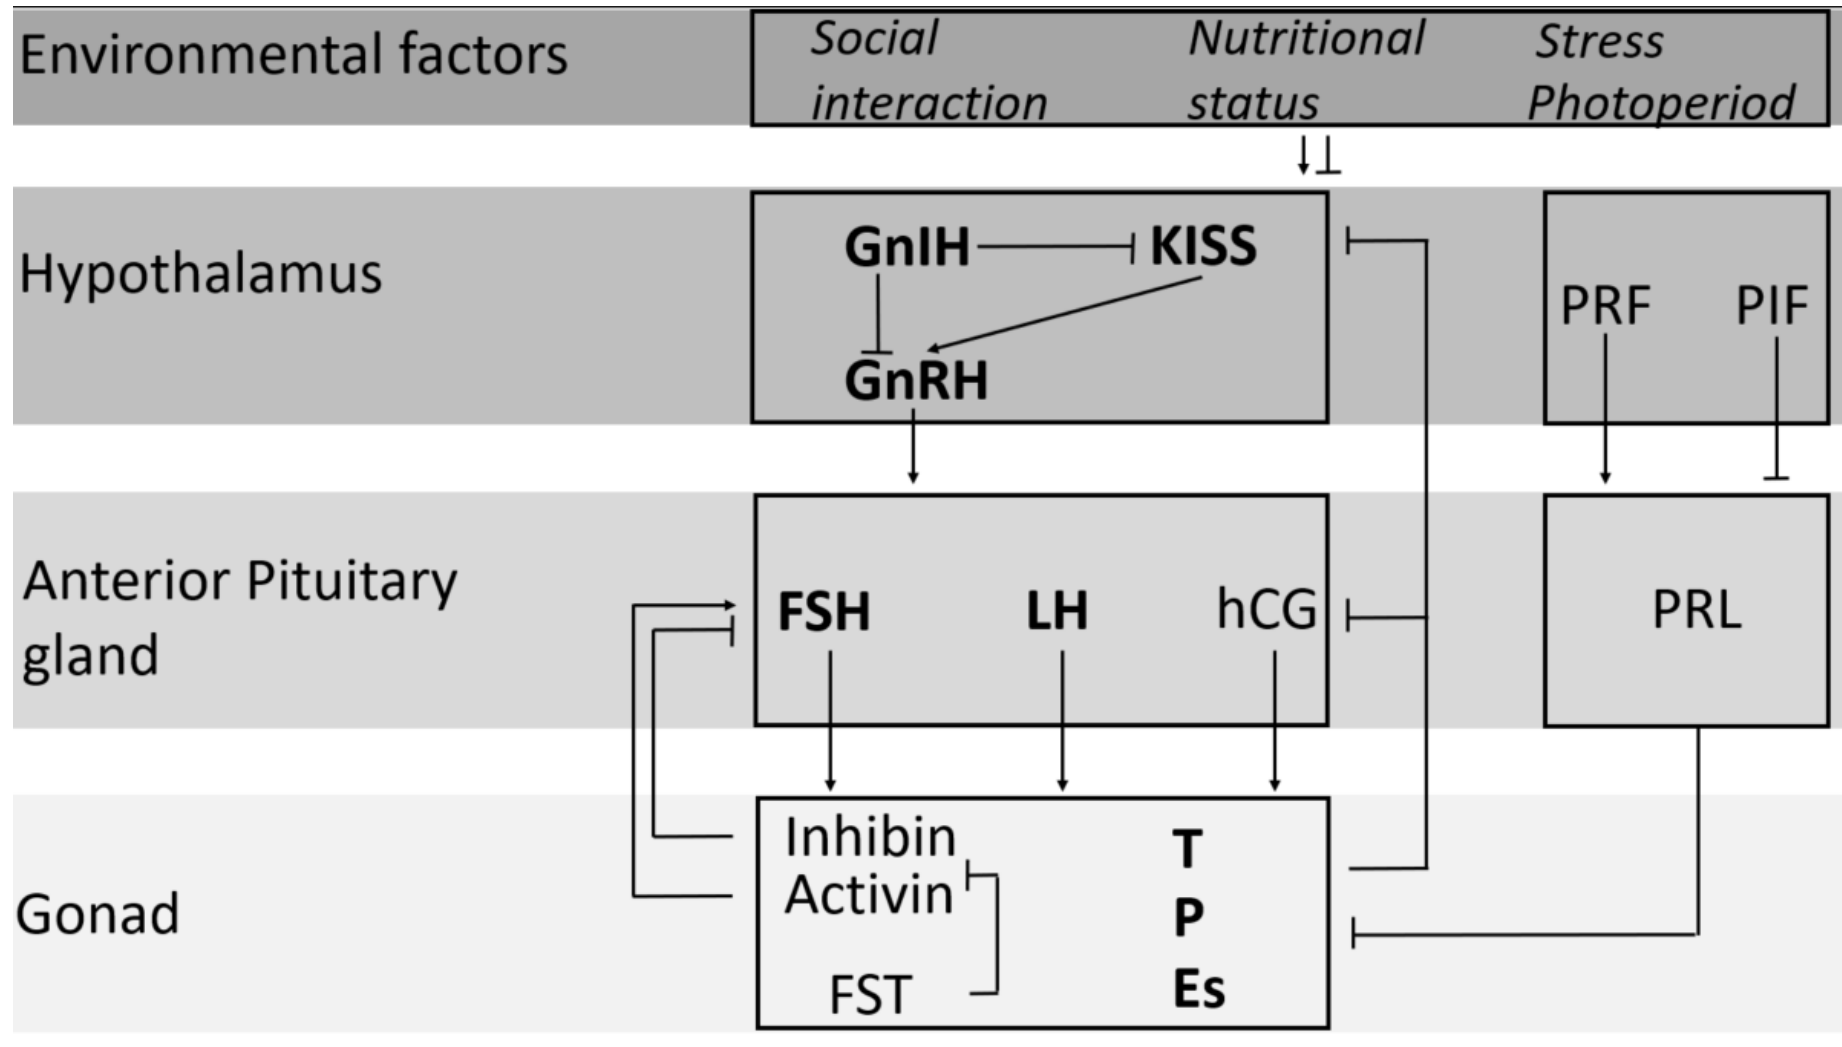 Environmental factors
Social
interaction
Nutritional
status
Stress
Photoperiod
Hypothalamus
GnIH
KISS
GnRH
PRF
PIF
Anterior Pituitary
gland
FSH
LH
hCG
PRL
Gonad
Inhibin
Activin
FST
T
P
Es